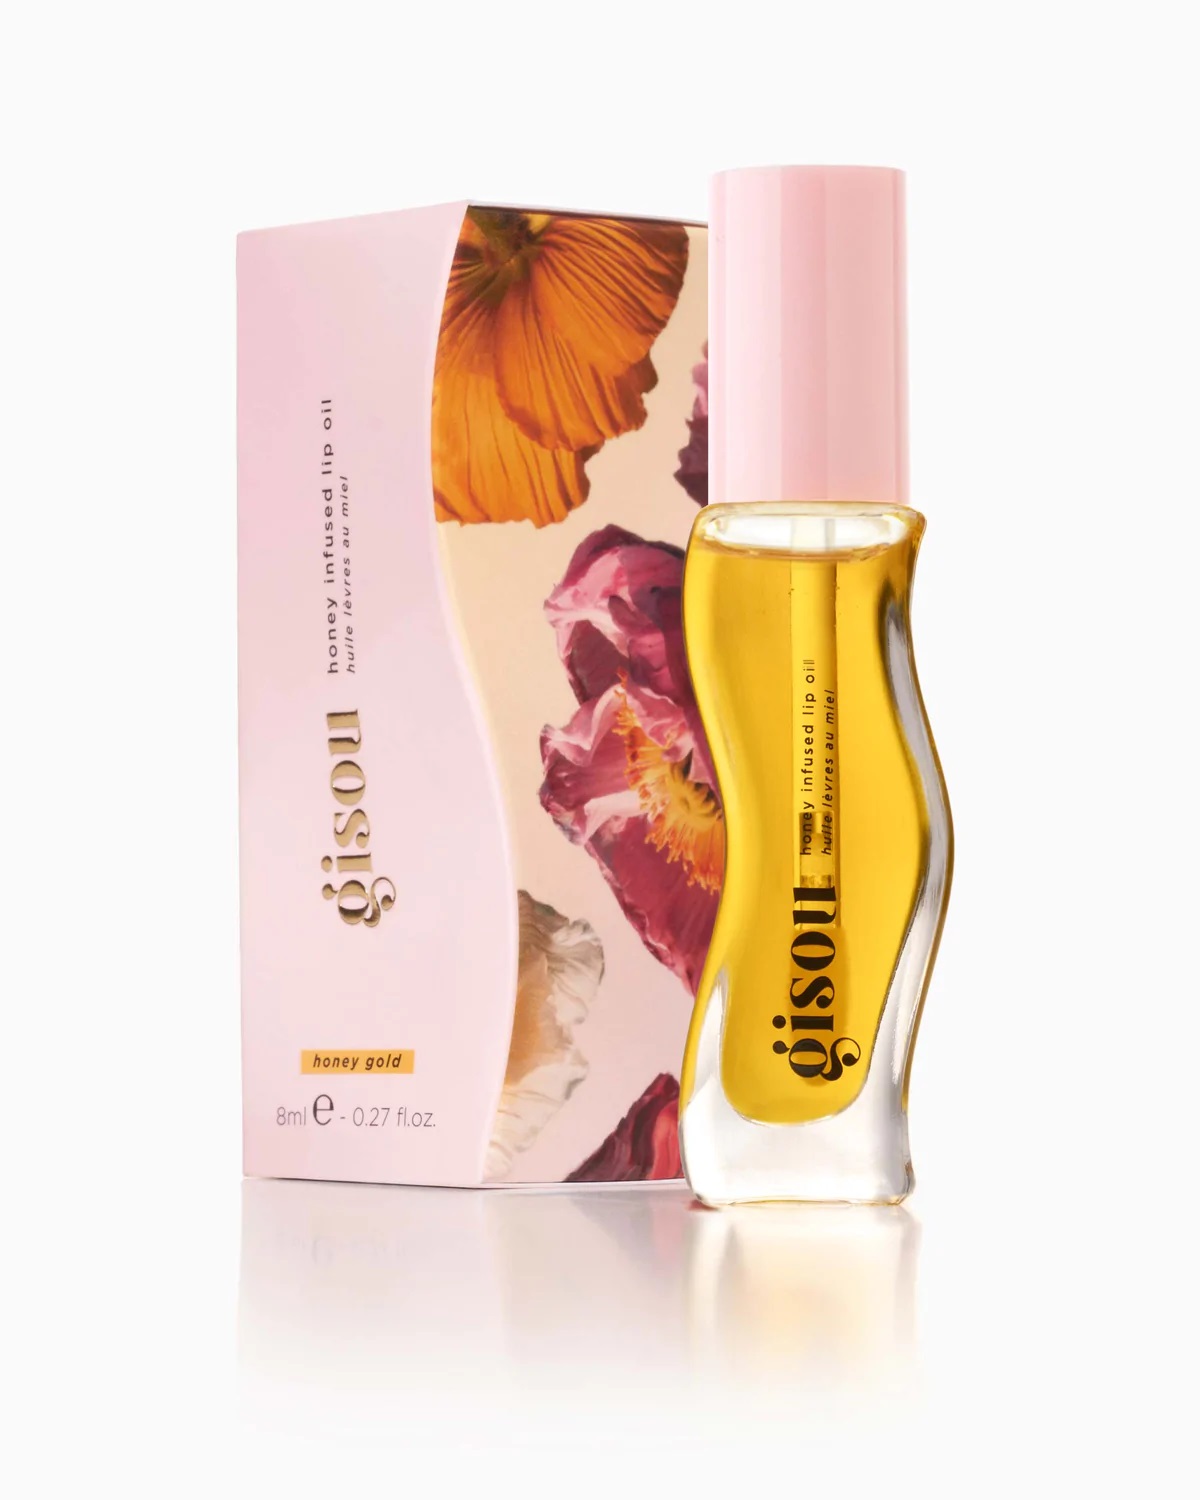 gisou
honey infused lip oil
huile lèvres au miel
honey gold
8ml e - 0.27 fl.oz.
gisou
honey infused lip oil
huile lèvres au miel